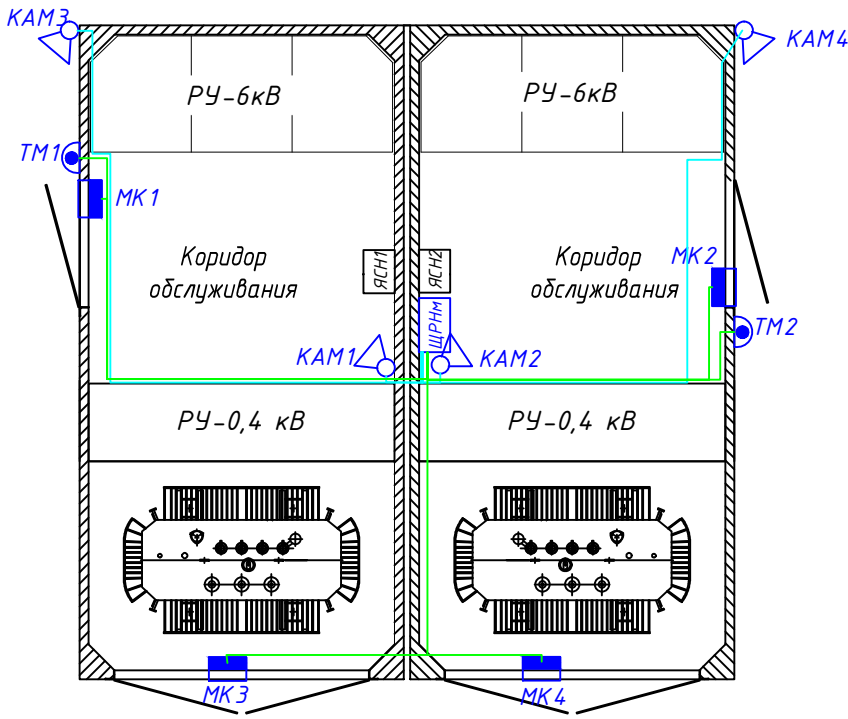 КАМ3
КАМ4
РУ-6кВ
РУ-6кВ
ТМ1
МК1
Коридор
обслуживания
ЯСН1
ЯСН2
Коридор
обслуживания
МК2
ЩРНм
ТМ2
КАМ1
КАМ2
РУ-0,4 кВ
РУ-0,4 кВ
МК3
МК4